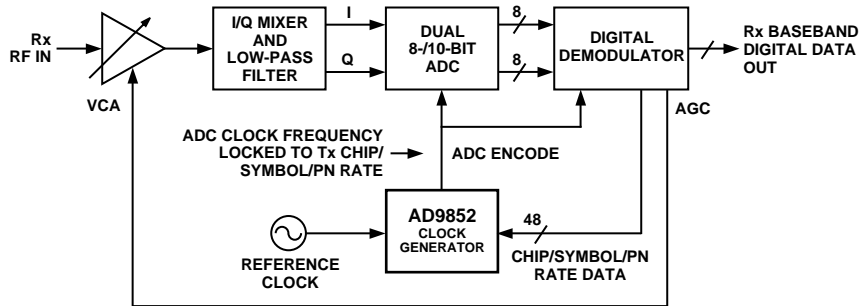 Rx
RF IN
VCA
I/Q MIXER
AND
LOW-PASS
FILTER
I
Q
DUAL
8-/10-BIT
ADC
8
8
DIGITAL
DEMODULATOR
Rx BASEBAND
DIGITAL DATA
OUT
AGC
ADC CLOCK FREQUENCY
LOCKED TO Tx CHIP/
SYMBOL/PN RATE
ADC ENCODE
AD9852
CLOCK
GENERATOR
48
CHIP/SYMBOL/PN
RATE DATA
REFERENCE
CLOCK